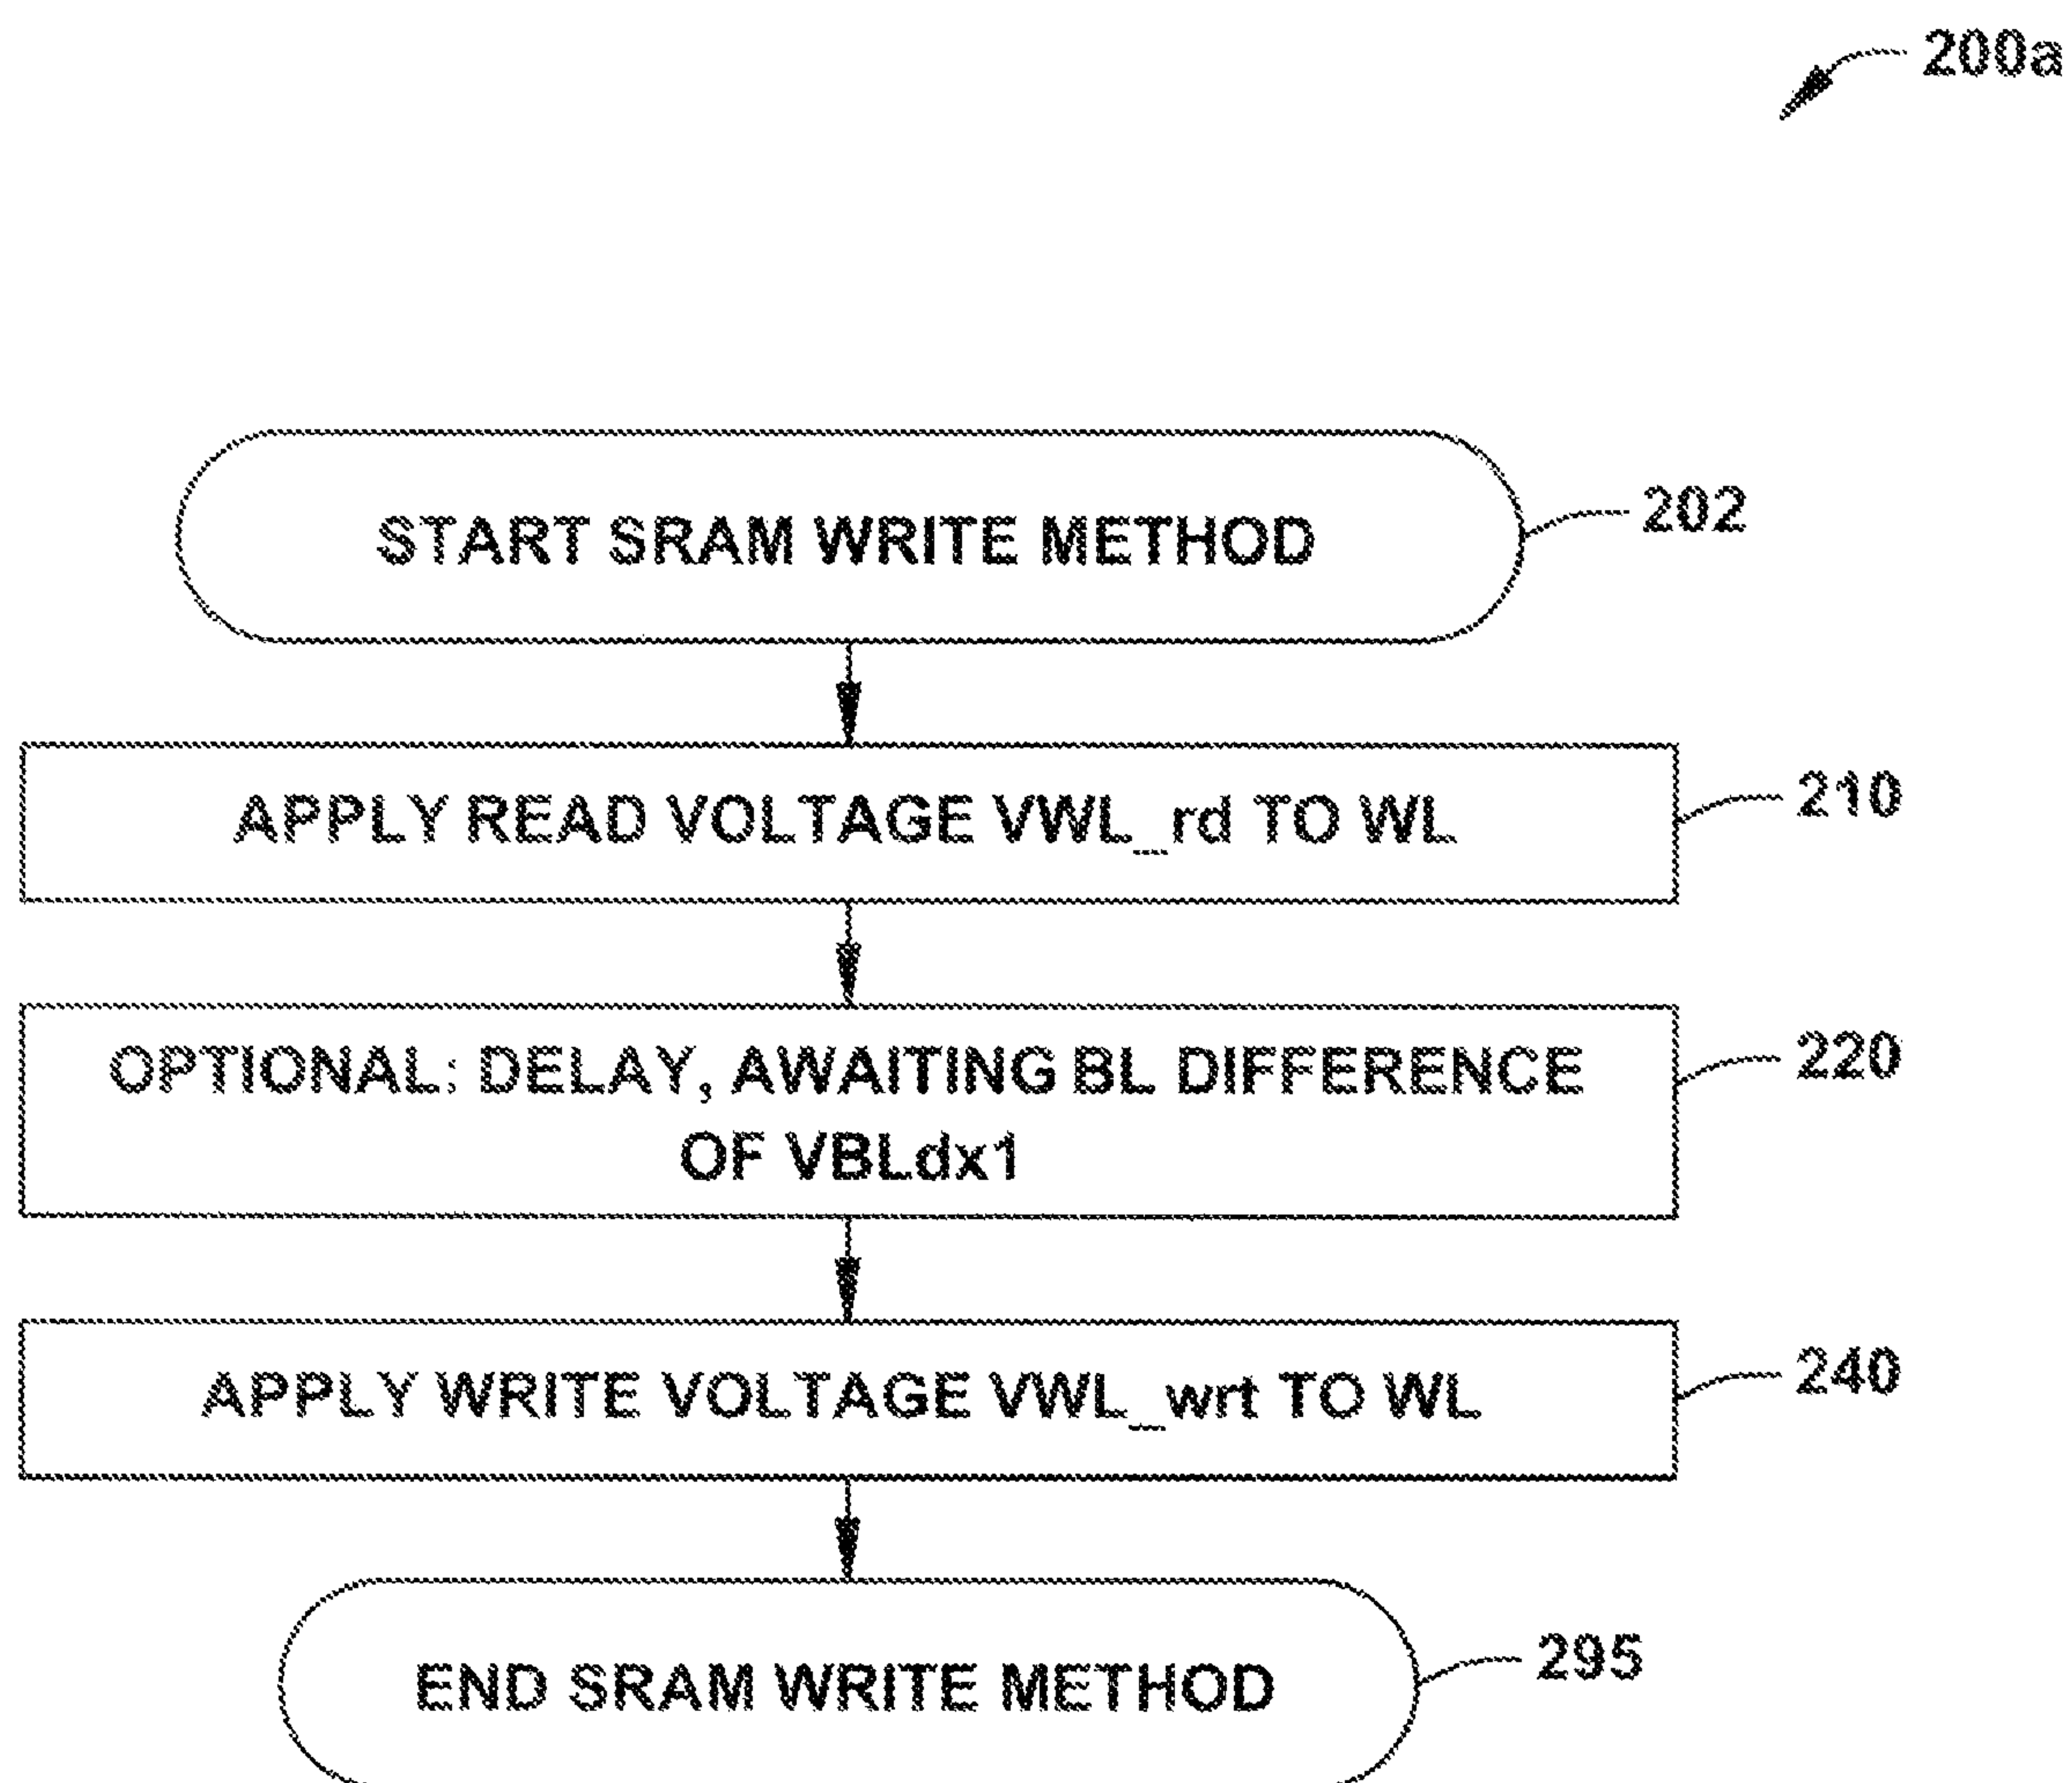 200a
START SRAM WRITE METHOD
202
APPLY READ VOLTAGE VWL_rd TO WL
210
OPTIONAL: DELAY, AWAITING BL DIFFERENCE
OF VBLdx1
220
APPLY WRITE VOLTAGE VWL_wrt TO WL
240
END SRAM WRITE METHOD
295